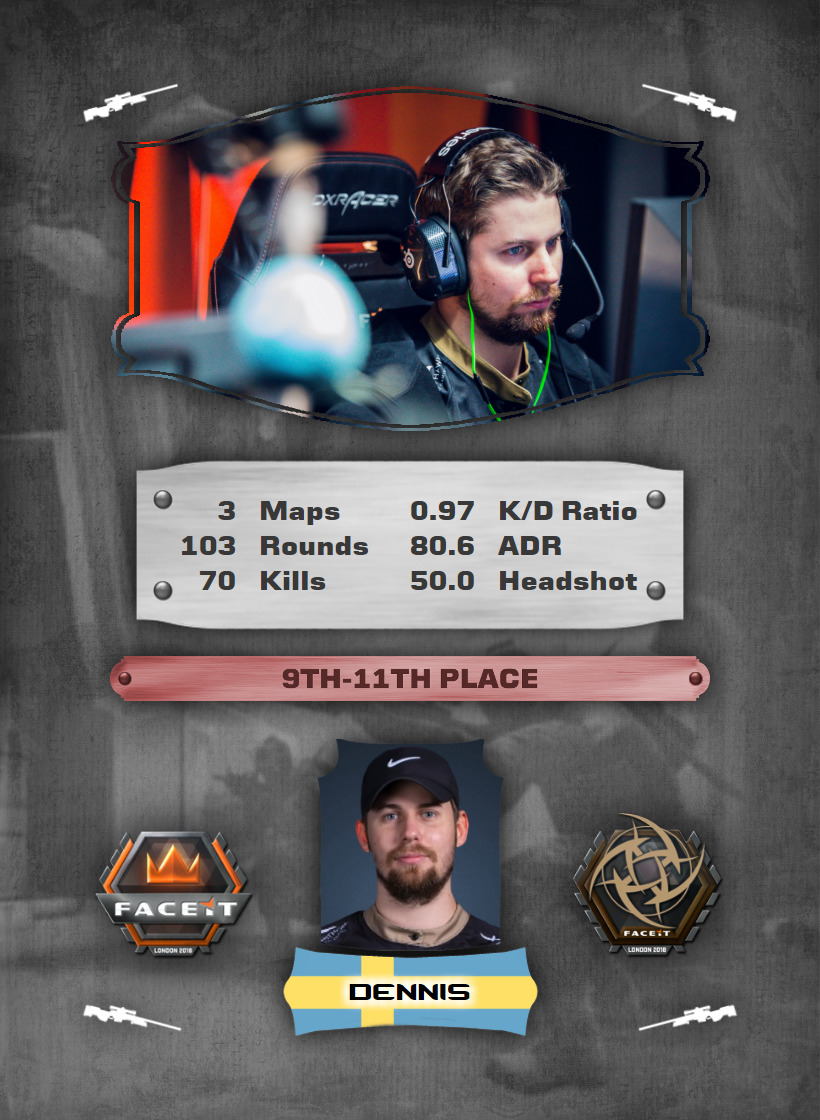 series
DXRACER
3 Maps 0.97 K/D Ratio
103 Rounds 80.6 ADR
70 Kills 50.0 Headshot
9TH-11TH PLACE
FACEIT
LONDON 2018
FACEIT
LONDON 2018
DENNIS